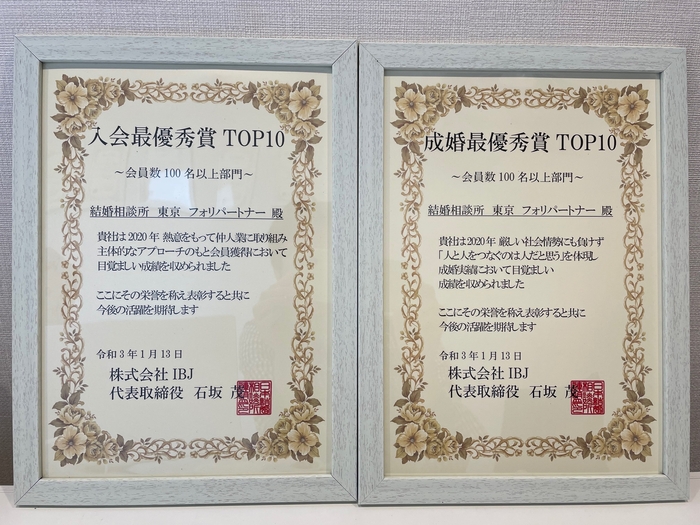 入会最優秀賞 TOP10
～会員数100名以上部門～
結婚相談所 東京 フォリパートナー 殿
貴社は2020年 熱意をもって仲人業に取り組み
主体的なアプローチのもと会員獲得において
目覚ましい成績を収められました
ここにその栄誉を称え表彰すると共に
今後の活躍を期待します
令和3年1月13日
株式会社IBJ
代表取締役 石坂 茂
成婚最優秀賞 TOP10
～会員数100名以上部門～
結婚相談所 東京 フォリパートナー 殿
貴社は2020年 厳しい社会情勢にも負けず
「人と人をつなぐのは人だと思う」を体現し
成婚実績において目覚ましい
成績を収められました
ここにその栄誉を称え表彰すると共に
今後の活躍を期待します
令和3年1月13日
株式会社IBJ
代表取締役 石坂 茂